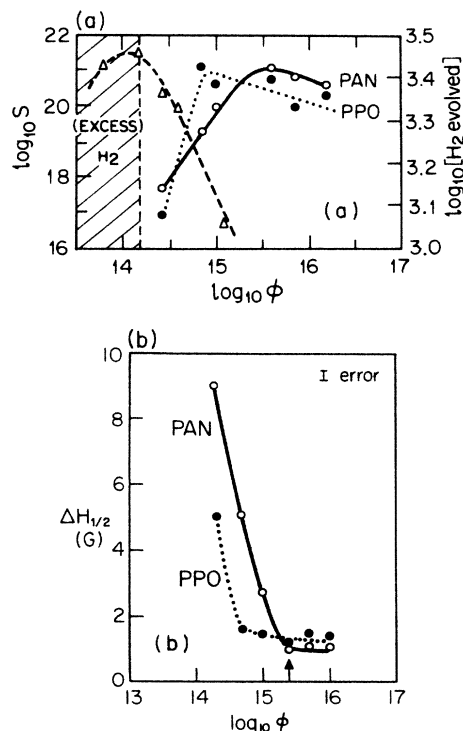 (a)
22
20
18
16
log₁₀ S
(EXCESS)
H₂
PAN
PPO
(a)
3.5
3.4
3.3
3.2
3.1
3.0
log₁₀[H₂ evolved]
14 15 16 17
log₁₀ ϕ
(b)
10
8
6
4
2
0
ΔH₁/₂
(G)
I error
PAN
PPO
(b)
13 14 15 16 17
log₁₀ ϕ